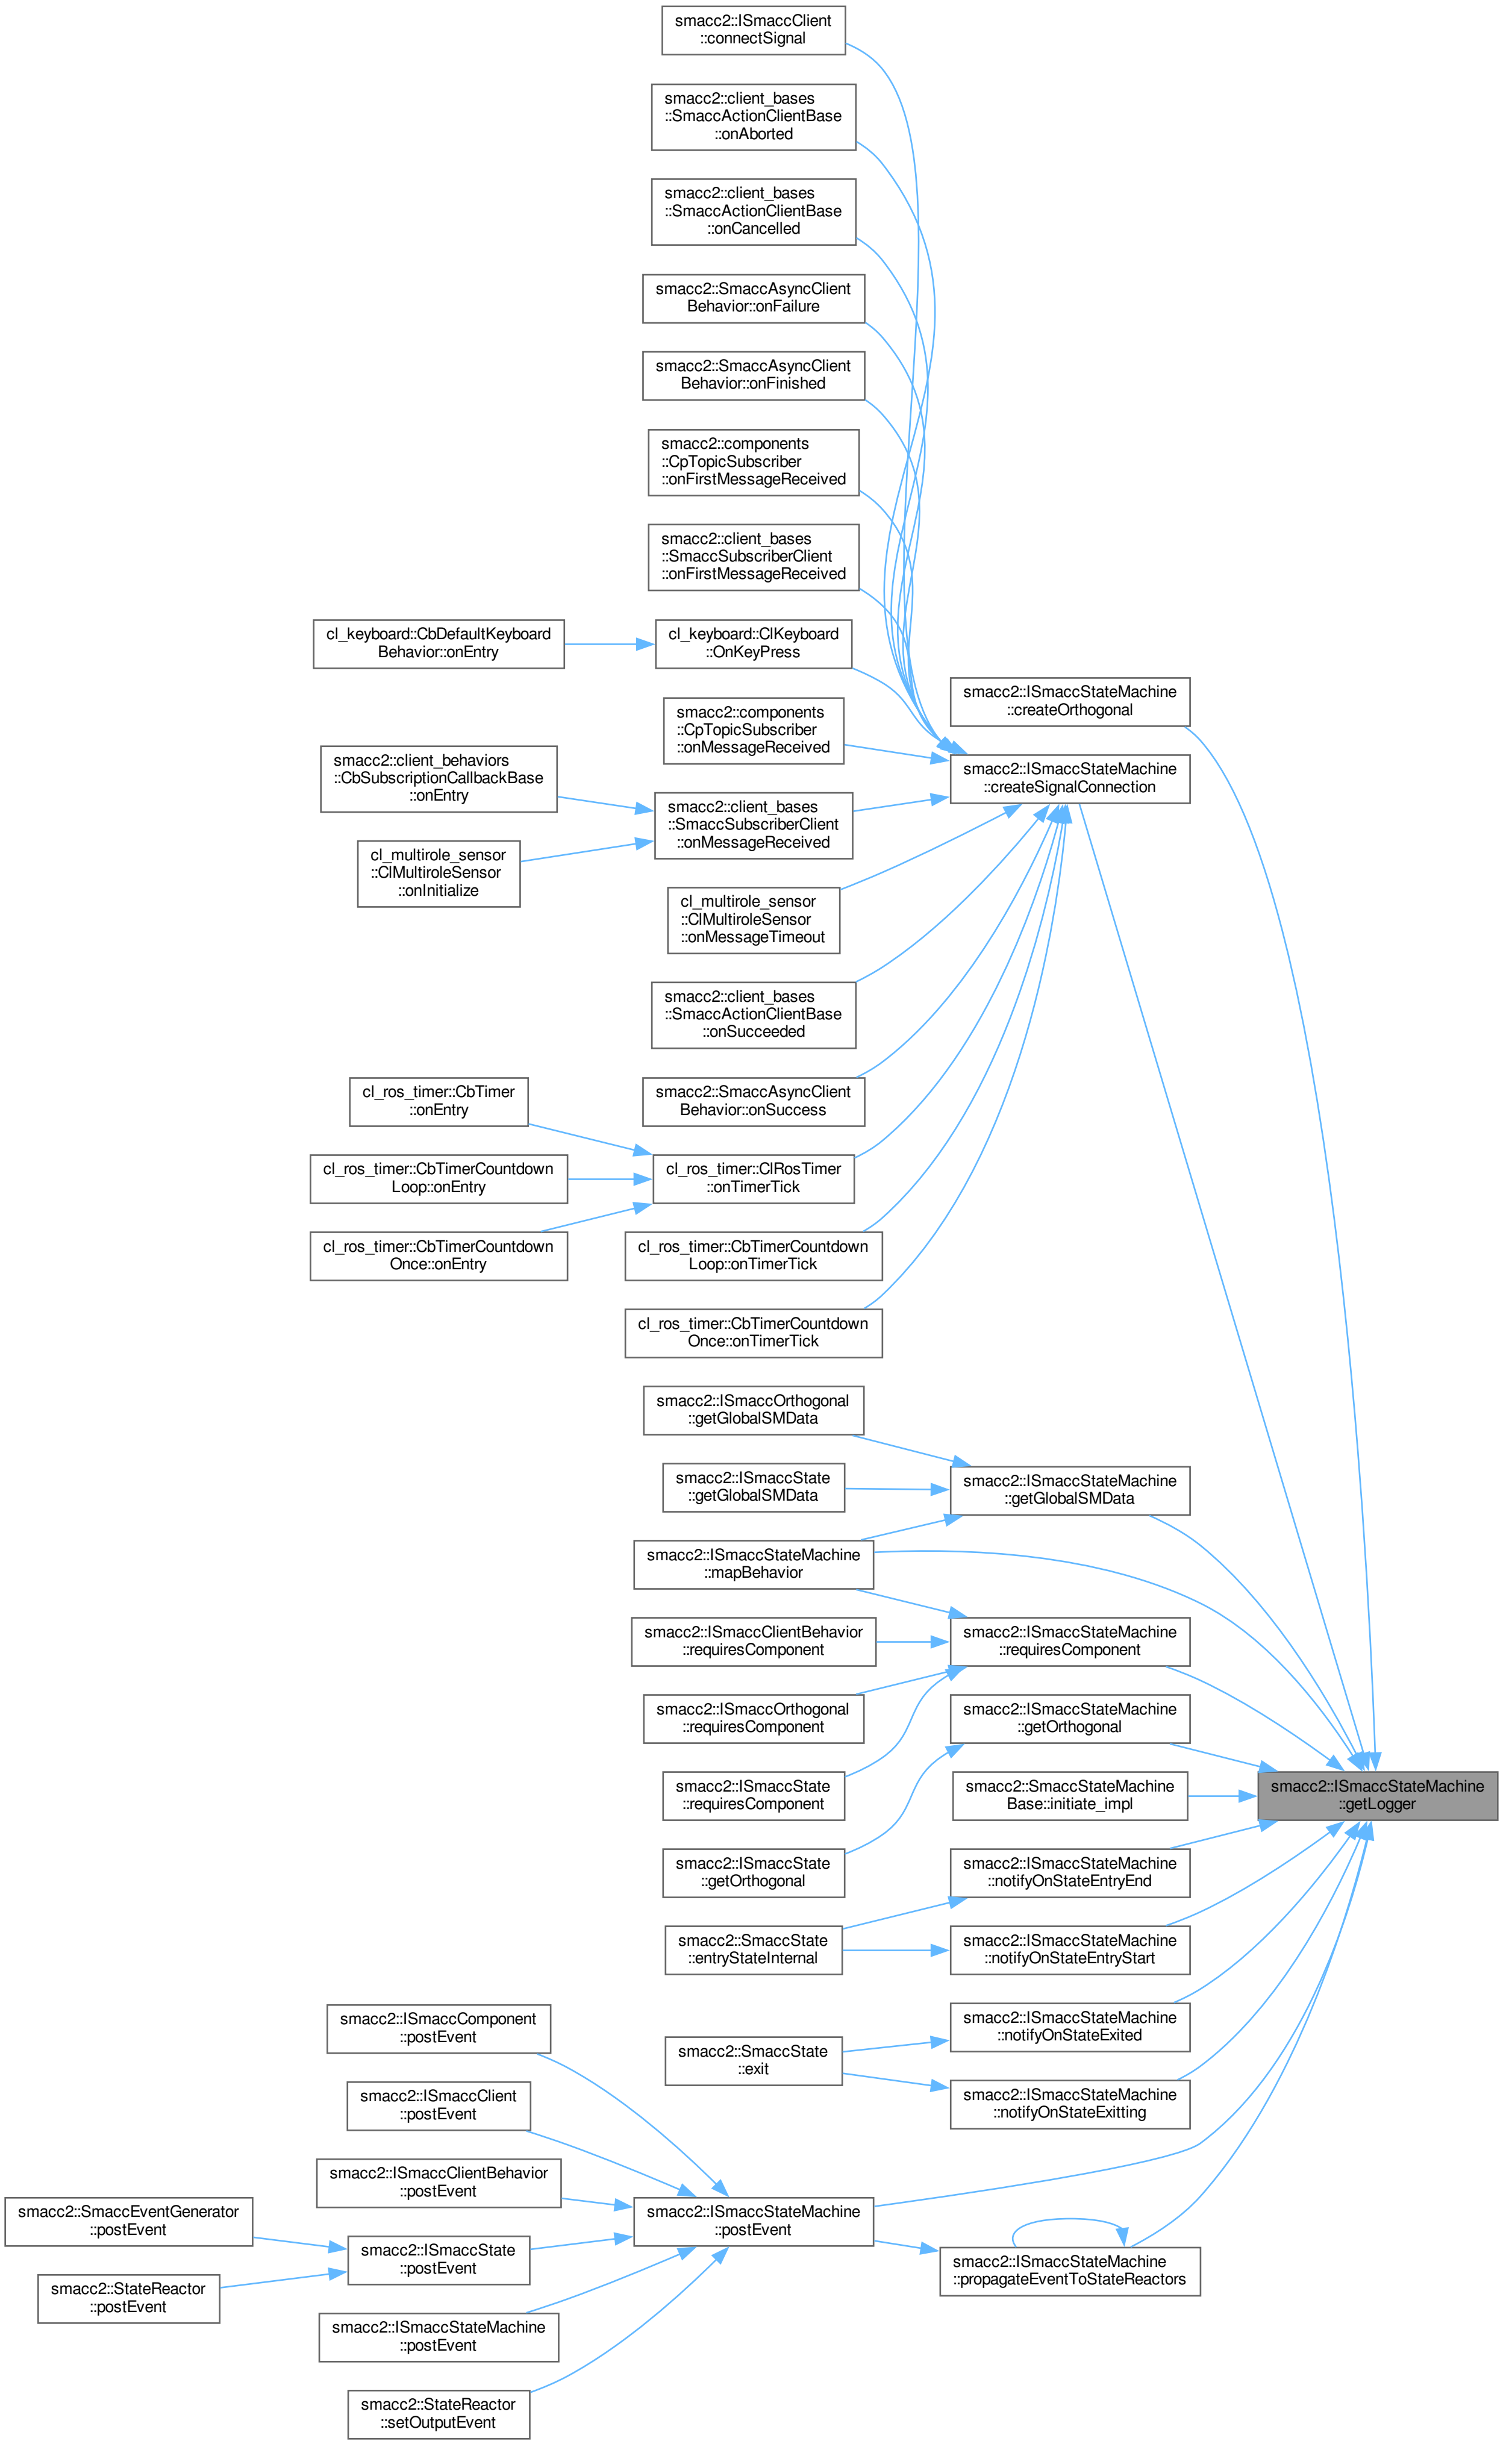 smacc2::ISmaccClient
::connectSignal
smacc2::client_bases
::SmaccActionClientBase
::onAborted
smacc2::client_bases
::SmaccActionClientBase
::onCancelled
smacc2::SmaccAsyncClient
Behavior::onFailure
smacc2::SmaccAsyncClient
Behavior::onFinished
smacc2::components
::CpTopicSubscriber
::onFirstMessageReceived
smacc2::client_bases
::SmaccSubscriberClient
::onFirstMessageReceived
cl_keyboard::CbDefaultKeyboard
Behavior::onEntry
cl_keyboard::ClKeyboard
::OnKeyPress
smacc2::ISmaccStateMachine
::createOrthogonal
smacc2::components
::CpTopicSubscriber
::onMessageReceived
smacc2::client_behaviors
::CbSubscriptionCallbackBase
::onEntry
smacc2::ISmaccStateMachine
::createSignalConnection
smacc2::client_bases
::SmaccSubscriberClient
::onMessageReceived
cl_multirole_sensor
::ClMultiroleSensor
::onInitialize
cl_multirole_sensor
::ClMultiroleSensor
::onMessageTimeout
smacc2::client_bases
::SmaccActionClientBase
::onSucceeded
cl_ros_timer::CbTimer
::onEntry
smacc2::SmaccAsyncClient
Behavior::onSuccess
cl_ros_timer::CbTimerCountdown
Loop::onEntry
cl_ros_timer::ClRosTimer
::onTimerTick
cl_ros_timer::CbTimerCountdown
Once::onEntry
cl_ros_timer::CbTimerCountdown
Loop::onTimerTick
cl_ros_timer::CbTimerCountdown
Once::onTimerTick
smacc2::ISmaccOrthogonal
::getGlobalSMData
smacc2::ISmaccState
::getGlobalSMData
smacc2::ISmaccStateMachine
::getGlobalSMData
smacc2::ISmaccStateMachine
::mapBehavior
smacc2::ISmaccClientBehavior
::requiresComponent
smacc2::ISmaccStateMachine
::requiresComponent
smacc2::ISmaccOrthogonal
::requiresComponent
smacc2::ISmaccStateMachine
::getOrthogonal
smacc2::ISmaccState
::requiresComponent
smacc2::SmaccStateMachine
Base::initiate_impl
smacc2::ISmaccStateMachine
::getLogger
smacc2::ISmaccState
::getOrthogonal
smacc2::ISmaccStateMachine
::notifyOnStateEntryEnd
smacc2::SmaccState
::entryStateInternal
smacc2::ISmaccStateMachine
::notifyOnStateEntryStart
smacc2::ISmaccComponent
::postEvent
smacc2::ISmaccStateMachine
::notifyOnStateExited
smacc2::SmaccState
::exit
smacc2::ISmaccClient
::postEvent
smacc2::ISmaccStateMachine
::notifyOnStateExitting
smacc2::ISmaccClientBehavior
::postEvent
smacc2::SmaccEventGenerator
::postEvent
smacc2::ISmaccStateMachine
::postEvent
smacc2::ISmaccState
::postEvent
smacc2::ISmaccStateMachine
::propagateEventToStateReactors
smacc2::StateReactor
::postEvent
smacc2::ISmaccStateMachine
::postEvent
smacc2::StateReactor
::setOutputEvent